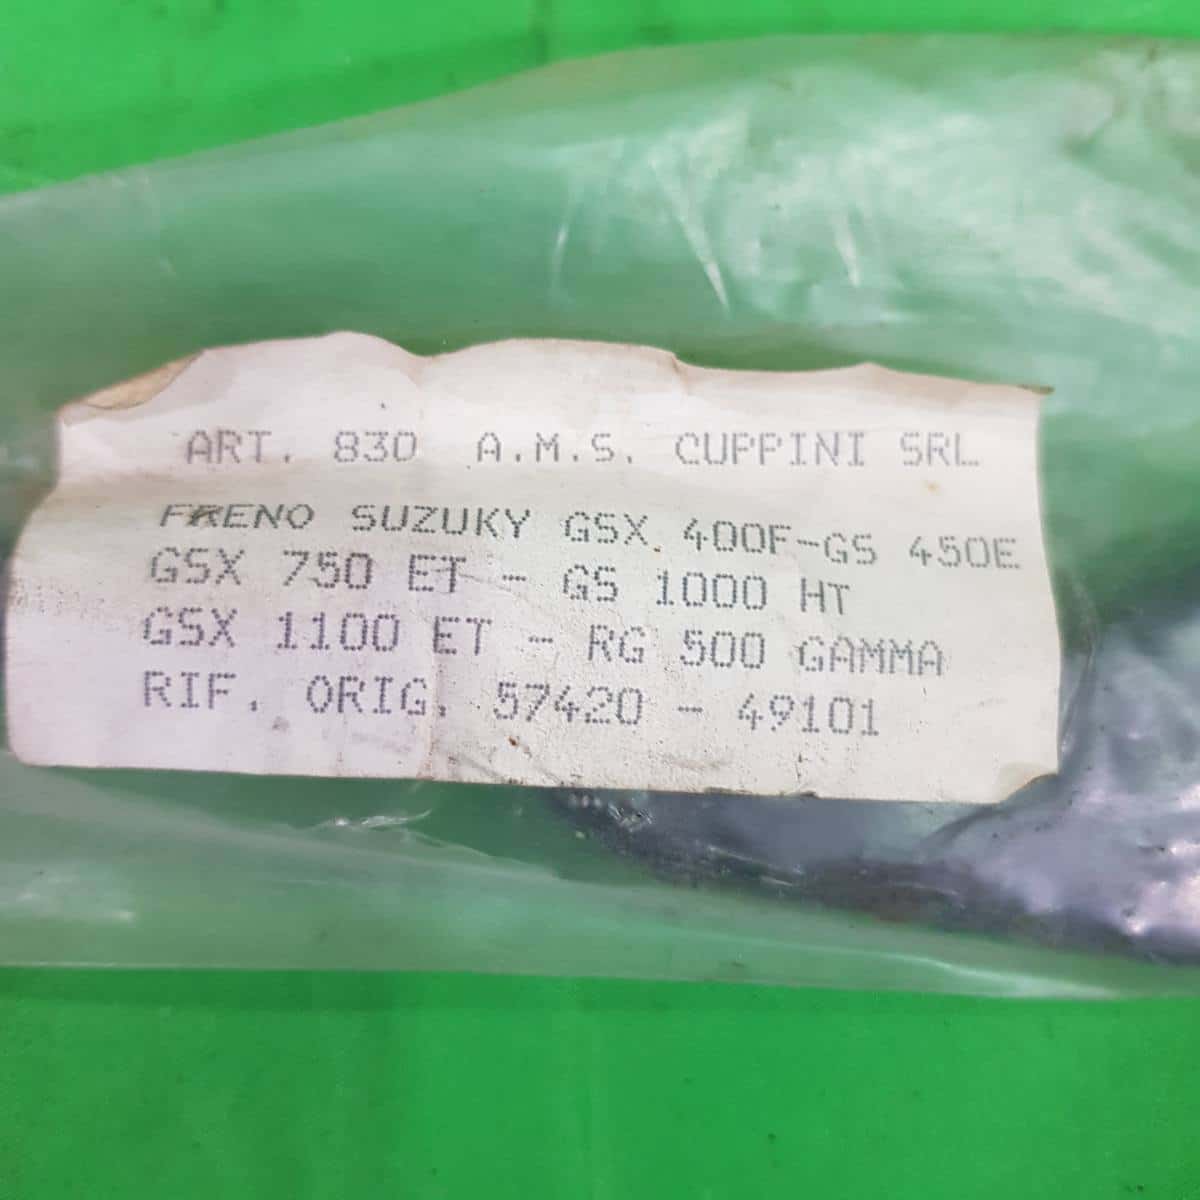 ART. 830 A.M.S. CUPPINI SRL
FRENO SUZUKY GSX 400F-GS 450E
GSX 750 ET - GS 1000 HT
GSX 1100 ET - RG 500 GAMMA
RIF. ORIG. 57420 - 49101